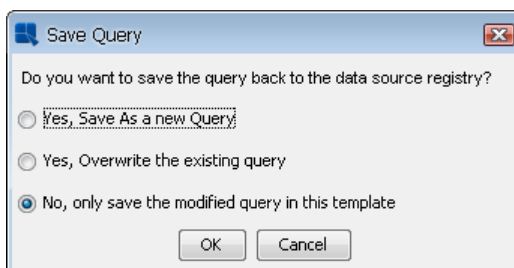 Save Query
Do you want to save the query back to the data source registry?
Yes, Save As a new Query
Yes, Overwrite the existing query
No, only save the modified query in this template
OK Cancel